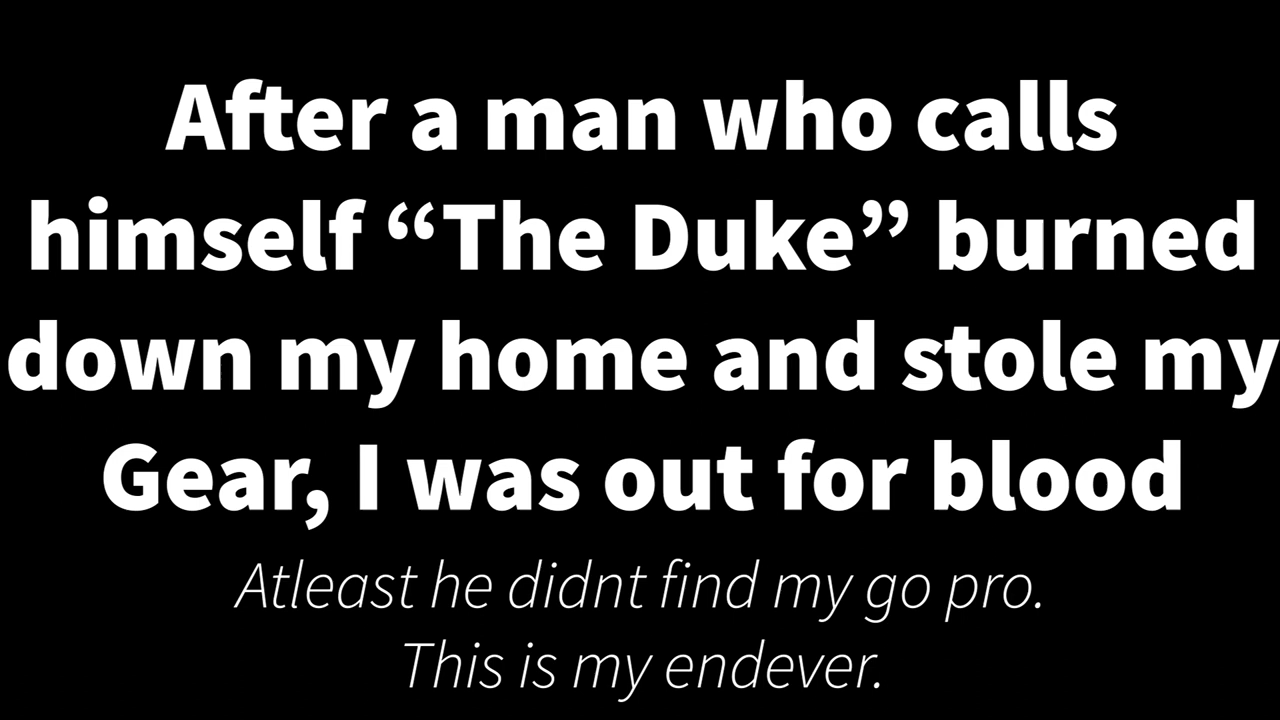 After a man who calls
himself “The Duke” burned
down my home and stole my
Gear, I was out for blood
Atleast he didnt find my go pro.
This is my endever.